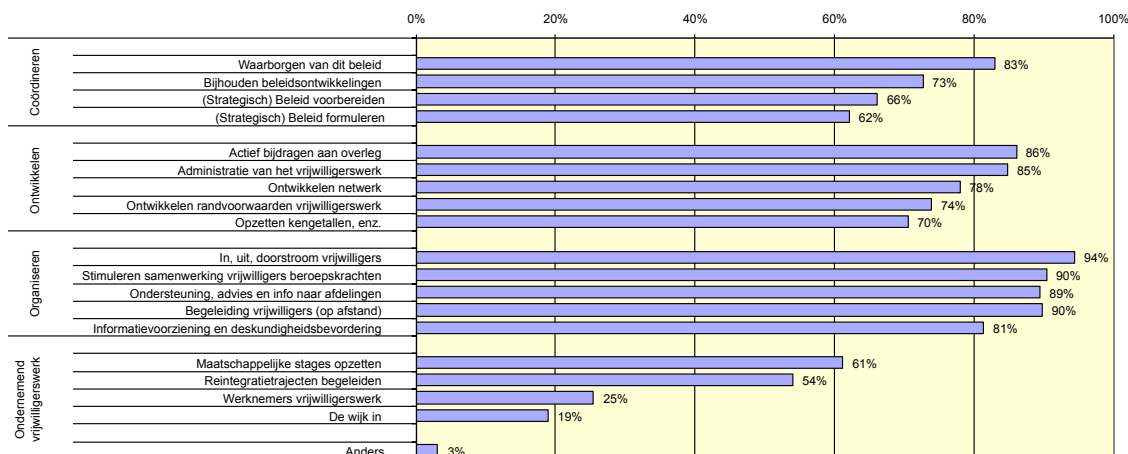 0% 20% 40% 60% 80% 100%
Coördineren
Waarborgen van dit beleid 83%
Bijhouden beleidsontwikkelingen 73%
(Strategisch) Beleid voorbereiden 66%
(Strategisch) Beleid formuleren 62%
Ontwikkelen
Actief bijdragen aan overleg 86%
Administratie van het vrijwilligerswerk 85%
Ontwikkelen netwerk 78%
Ontwikkelen randvoorwaarden vrijwilligerswerk 74%
Opzetten kengetallen, enz. 70%
Organiseren
In, uit, doorstroom vrijwilligers 94%
Stimuleren samenwerking vrijwilligers beroepskrachten 90%
Ondersteuning, advies en info naar afdelingen 89%
Begeleiding vrijwilligers (op afstand) 90%
Informatievoorziening en deskundigheidsbevordering 81%
Ondernemend
vrijwilligerswerk
Maatschappelijke stages opzetten 61%
Reintegratietrajecten begeleiden 54%
Werknemers vrijwilligerswerk 25%
De wijk in 19%
Anders 3%